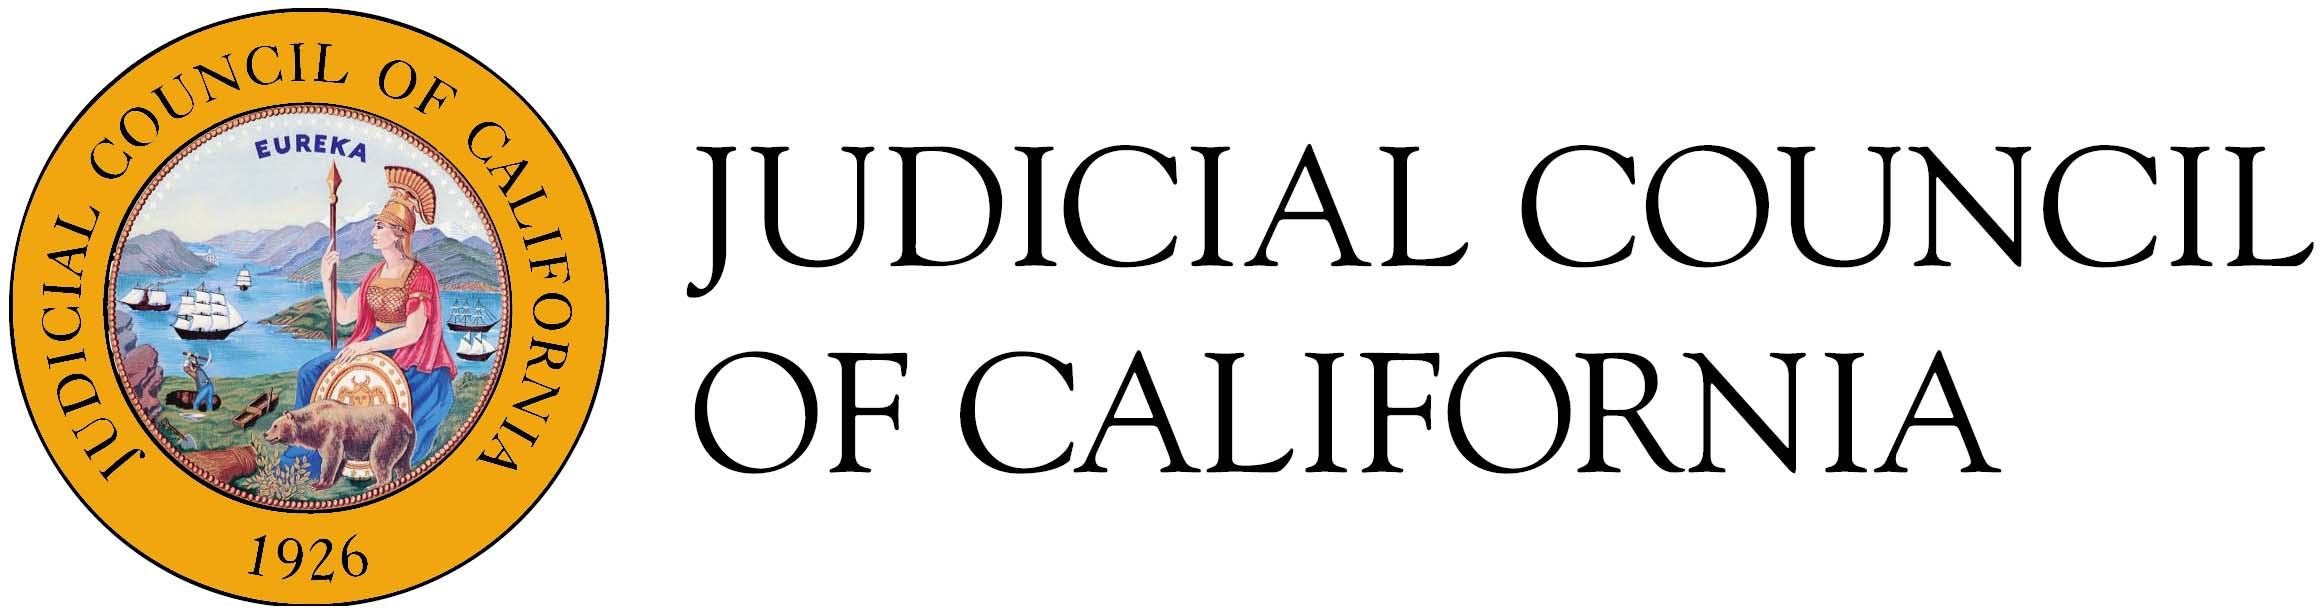 JUDICIAL COUNCIL OF CALIFORNIA
EUREKA
1926
JUDICIAL COUNCIL
OF CALIFORNIA